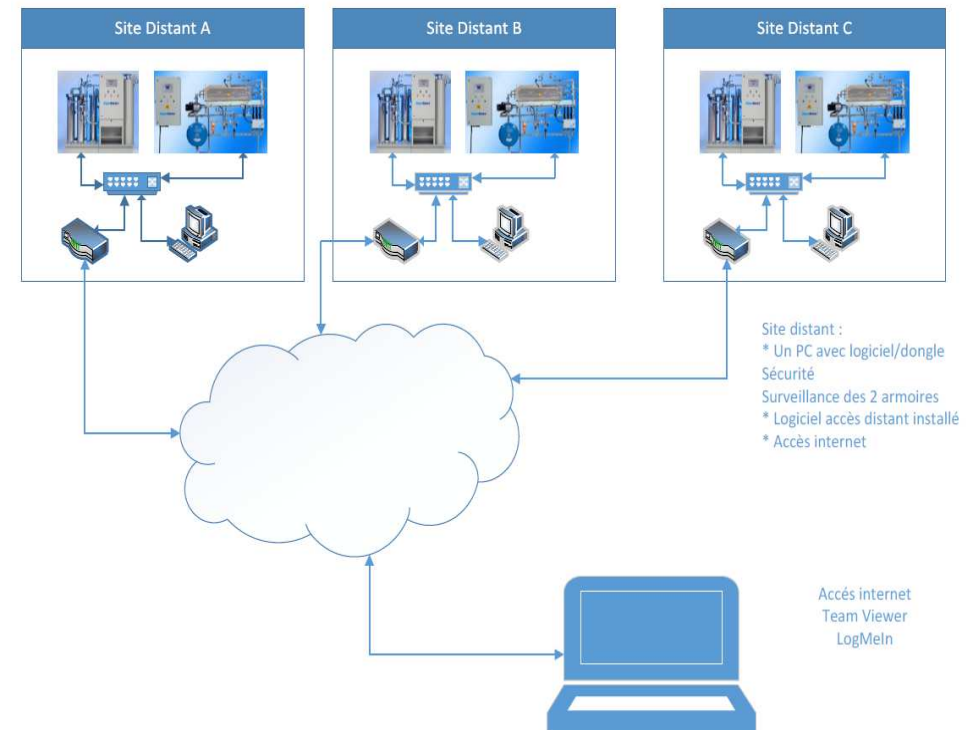 Site Distant A
Site Distant B
Site Distant C
Site distant :
* Un PC avec logiciel/dongle
Sécurité
Surveillance des 2 armoires
* Logiciel accès distant installé
* Accès internet
Accés internet
Team Viewer
LogMeIn